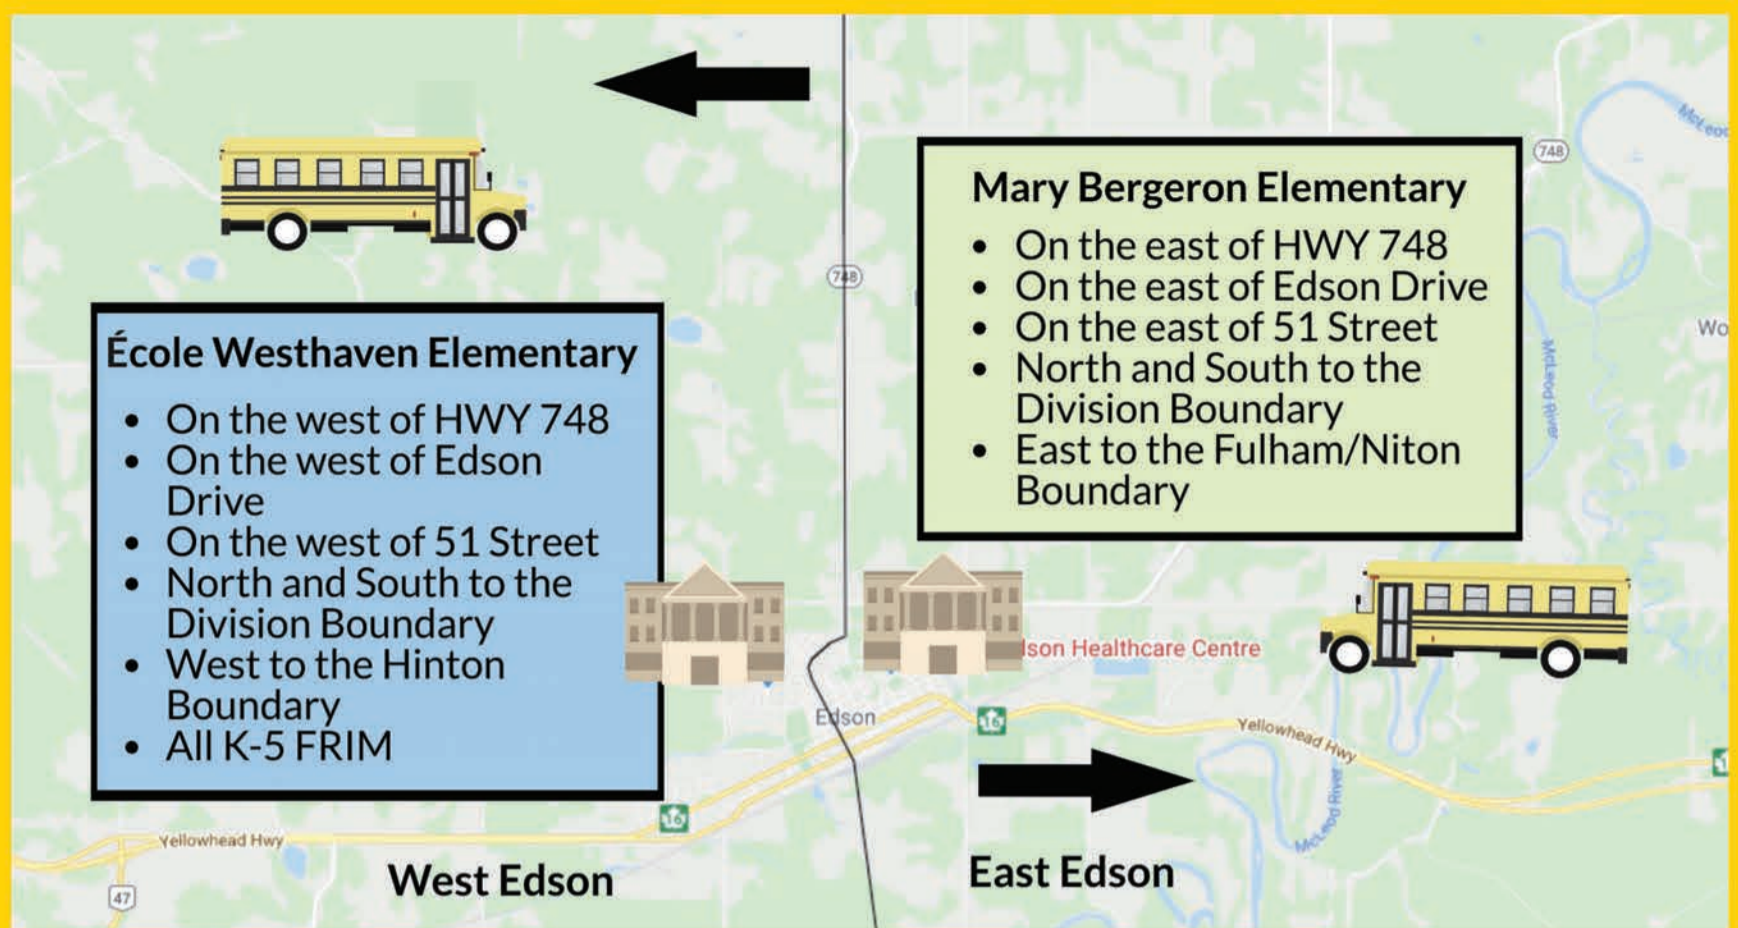 École Westhaven Elementary
• On the west of HWY 748
• On the west of Edson
Drive
• On the west of 51 Street
• North and South to the
Division Boundary
• West to the Hinton
Boundary
• All K-5 FRIM
Mary Bergeron Elementary
• On the east of HWY 748
• On the east of Edson Drive
• On the east of 51 Street
• North and South to the
Division Boundary
• East to the Fulham/Niton
Boundary
748
748
McLeod River
lson Healthcare Centre
Edson
16
Yellowhead Hwy
McLeod River
16
Yellowhead Hwy
47
West Edson
East Edson